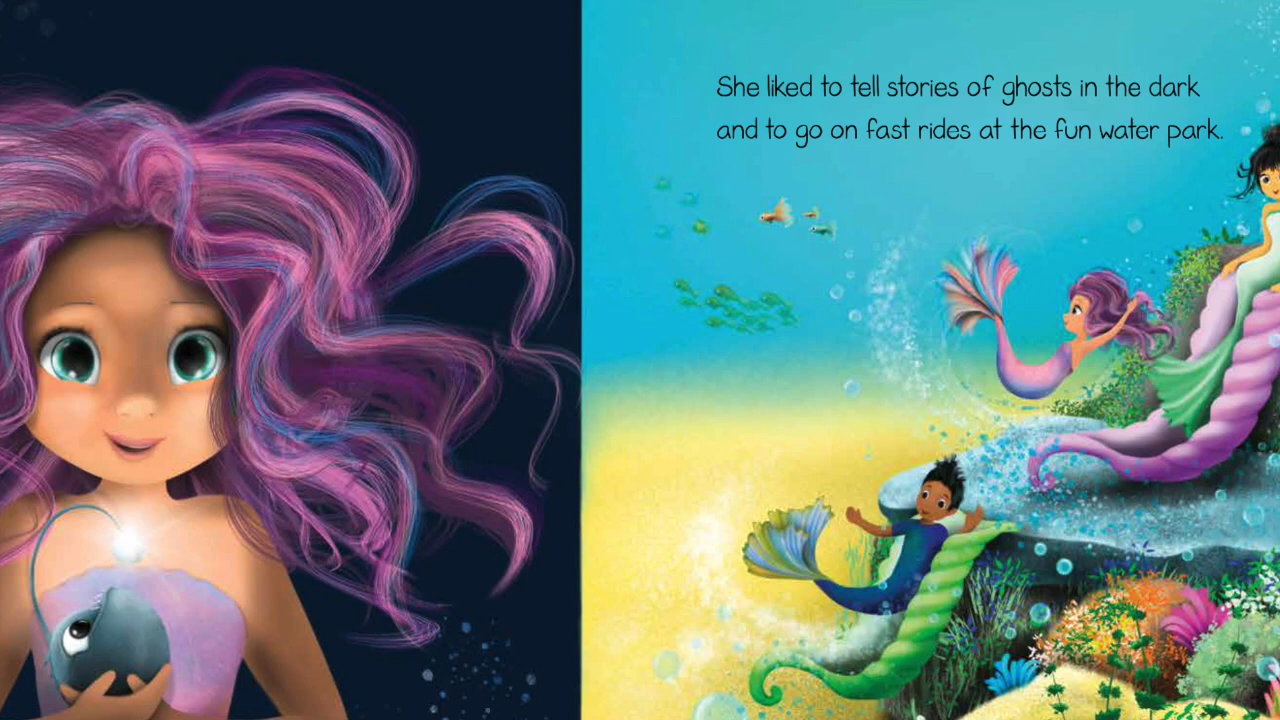 She liked to tell stories of ghosts in the dark
and to go on fast rides at the fun water park.